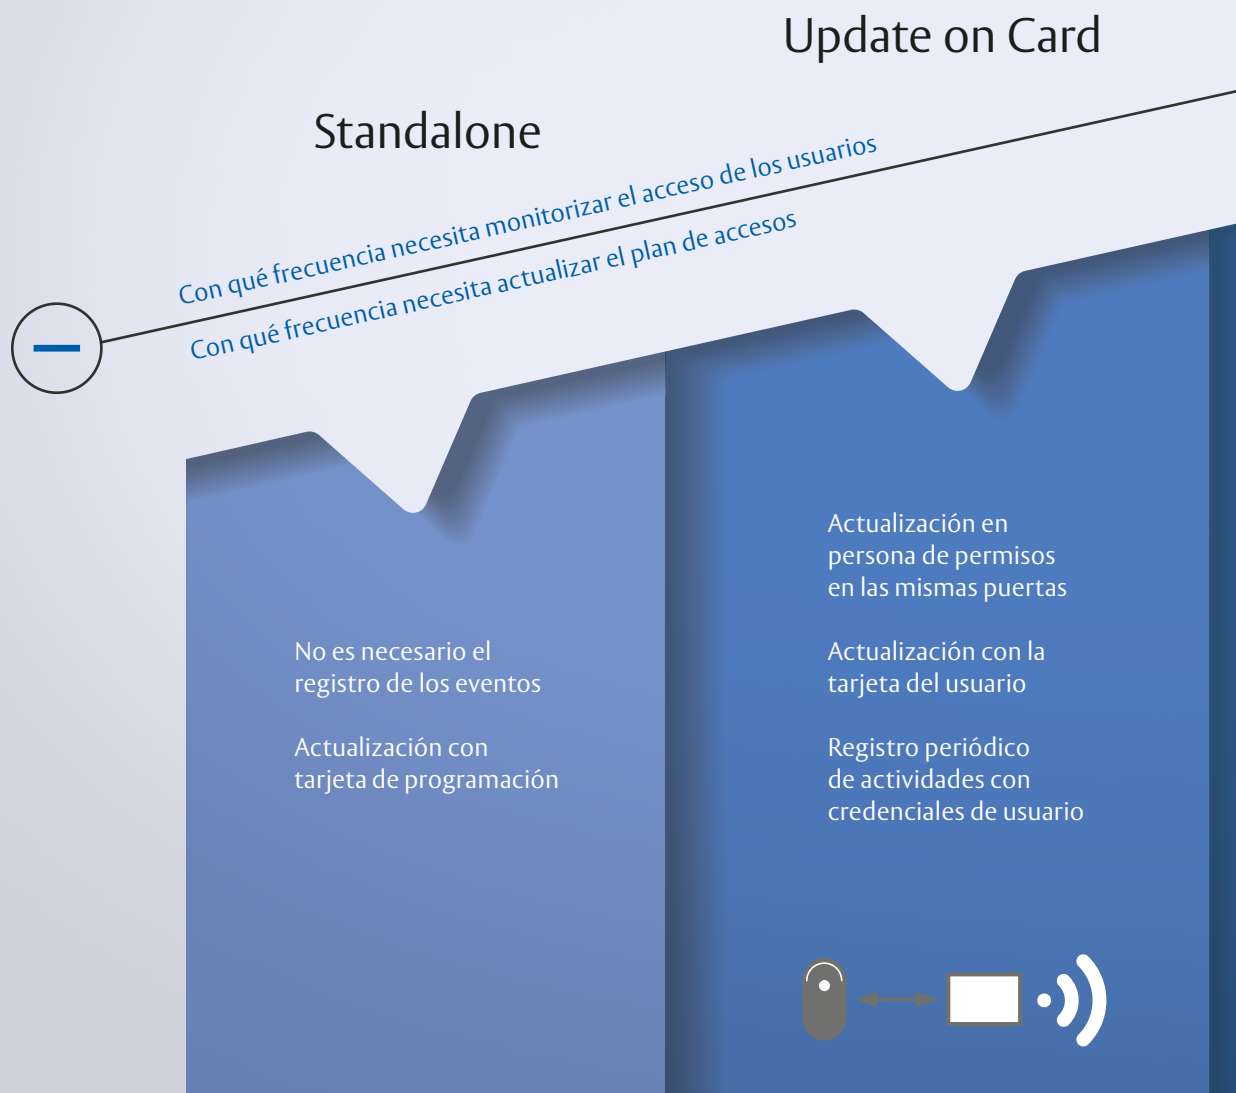 Update on Card
Standalone
Con qué frecuencia necesita monitorizar el acceso de los usuarios
Con qué frecuencia necesita actualizar el plan de accesos
No es necesario el
registro de los eventos
Actualización con
tarjeta de programación
Actualización en
persona de permisos
en las mismas puertas
Actualización con la
tarjeta del usuario
Registro periódico
de actividades con
credenciales de usuario